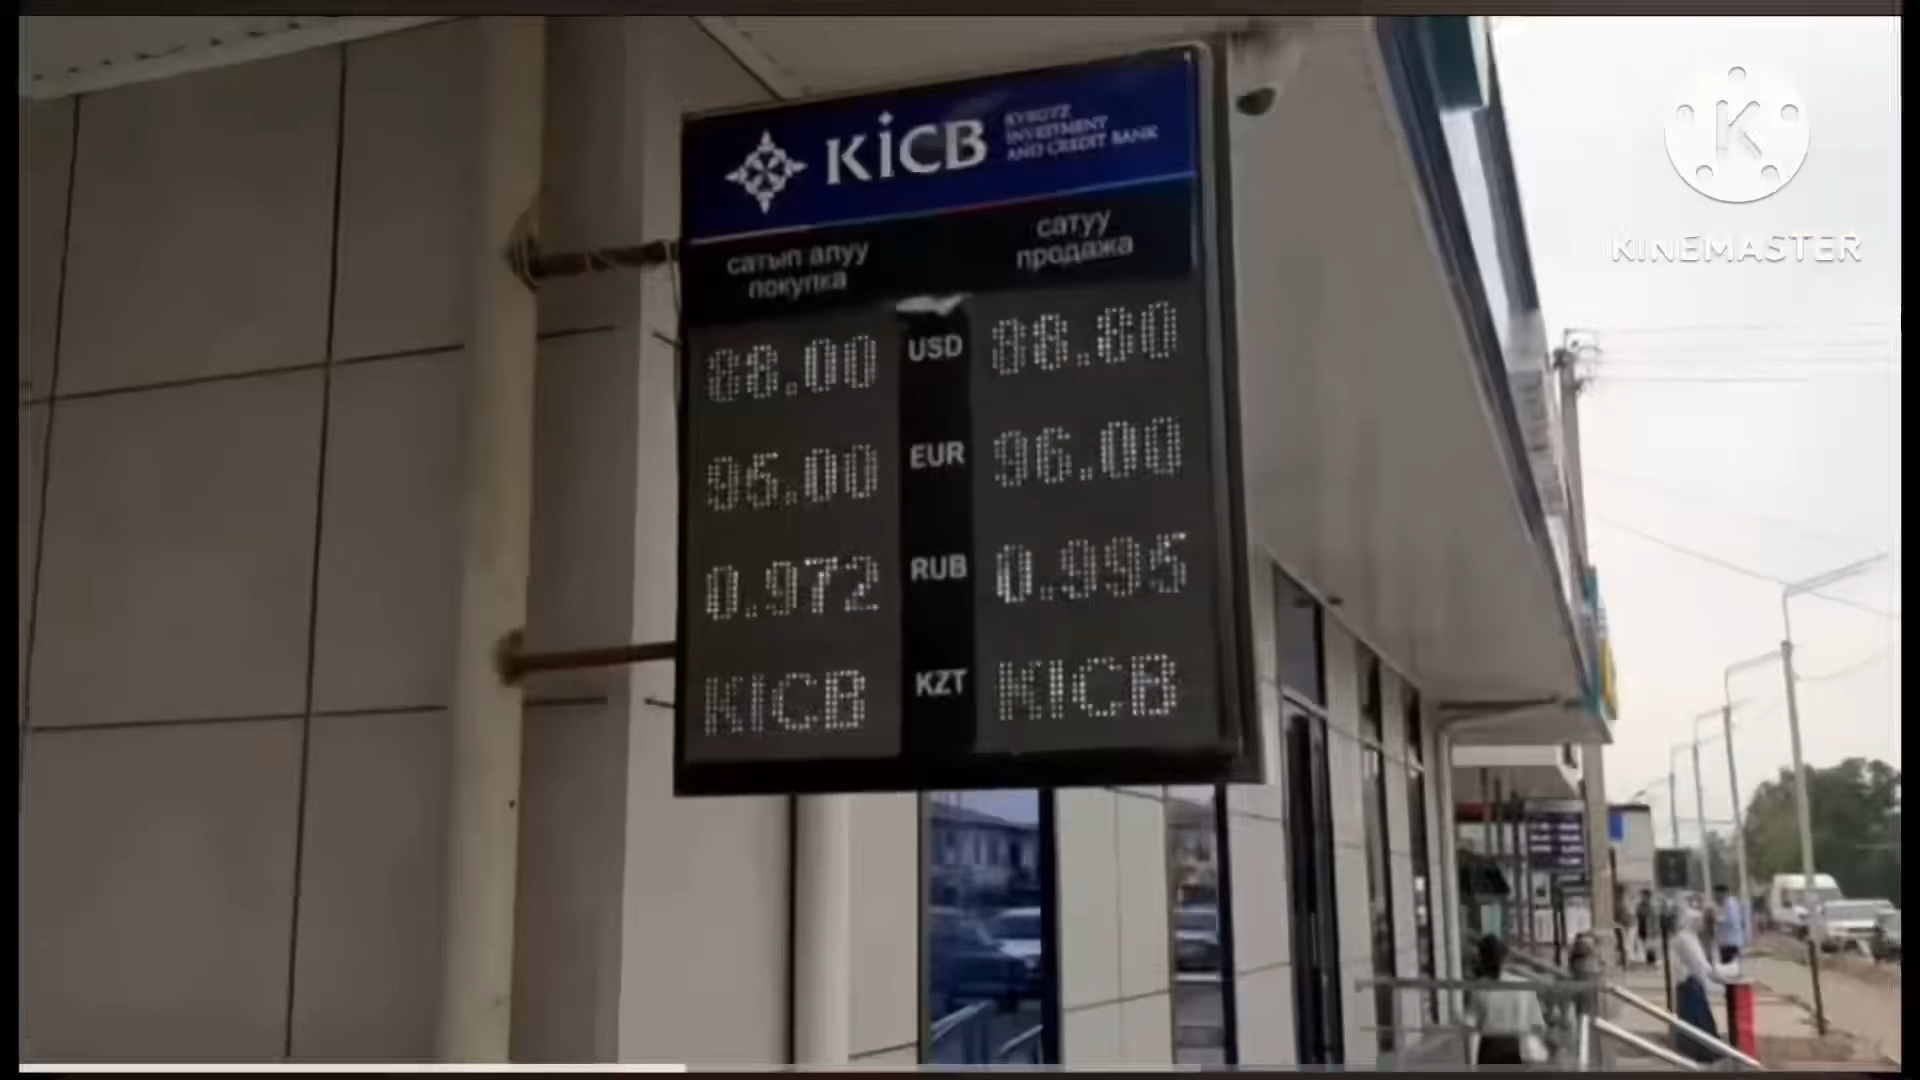 KICB
KYRGYZ
INVESTMENT
AND CREDIT BANK
сатып алуу
покупка
сатуу
продажа
88.00 USD 88.80
95.00 EUR 96.00
0.972 RUB 0.995
KICB KZT KICB
KINEMASTER